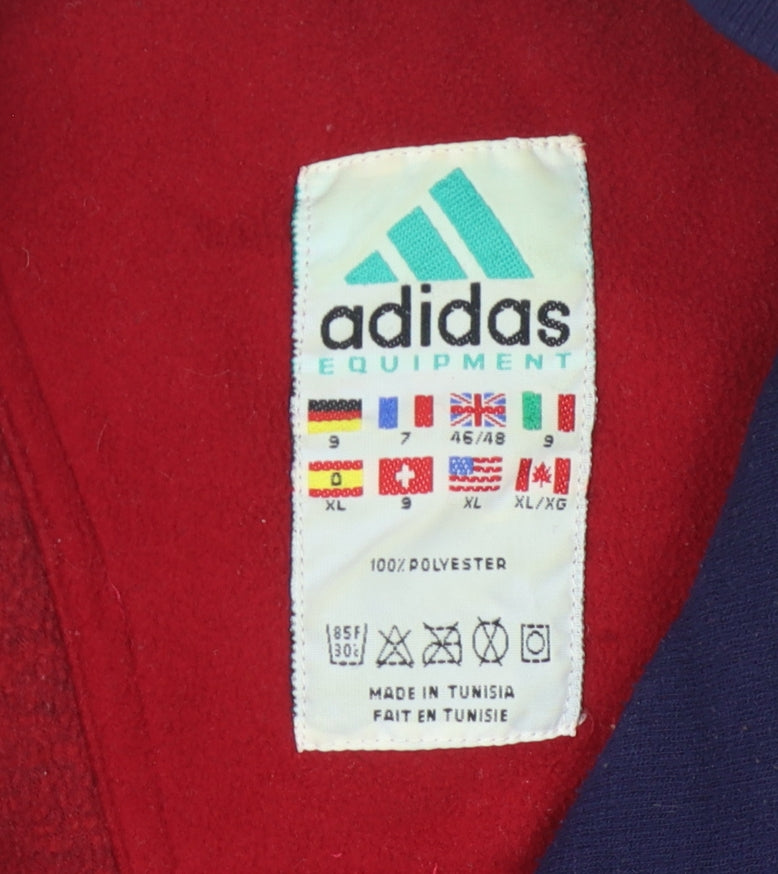 adidas
EQUIPMENT
9 7 46/48 9
XL 9 XL XL/XG
100% POLYESTER
85F
30c
MADE IN TUNISIA
FAIT EN TUNISIE